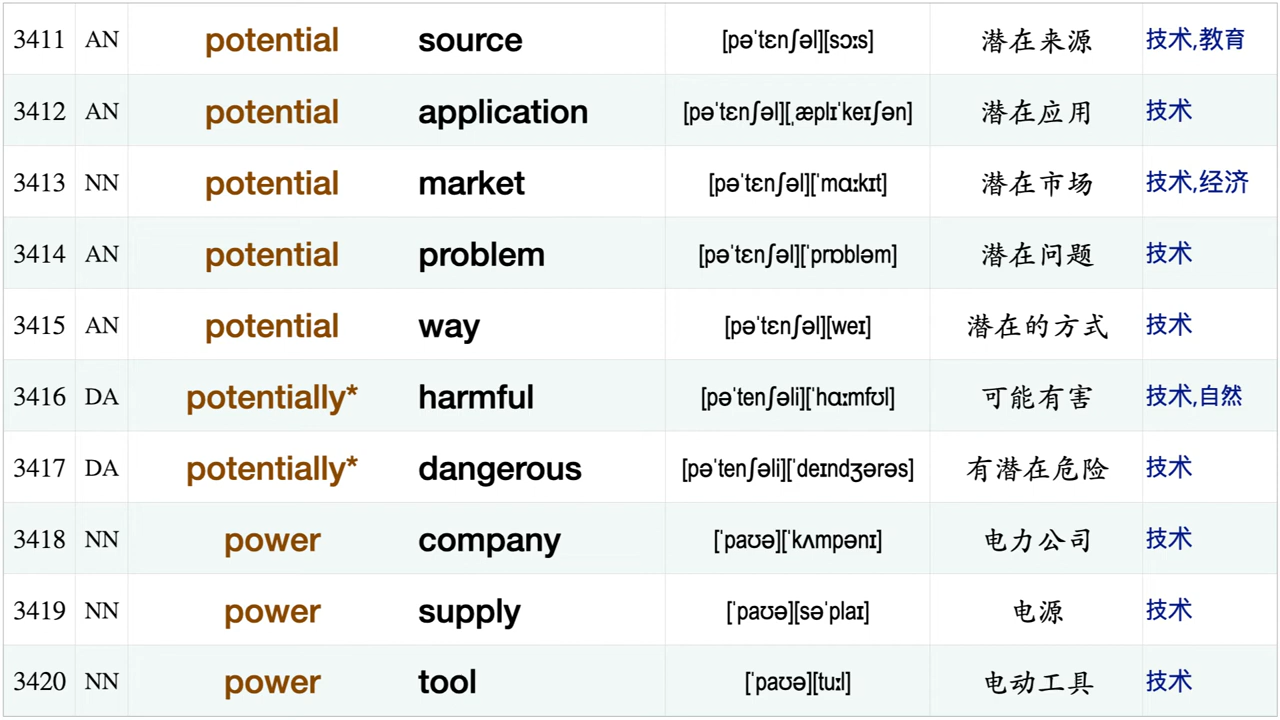 3411 AN potential source [pəˈtɛnʃəl][sɔːs] 潜在来源 技术,教育
3412 AN potential application [pəˈtɛnʃəl][ˌæplɪˈkeɪʃən] 潜在应用 技术
3413 NN potential market [pəˈtɛnʃəl][ˈmɑːkɪt] 潜在市场 技术,经济
3414 AN potential problem [pəˈtɛnʃəl][ˈprɒbləm] 潜在问题 技术
3415 AN potential way [pəˈtɛnʃəl][weɪ] 潜在的方式 技术
3416 DA potentially* harmful [pəˈtenʃəli][ˈhɑːmfʊl] 可能有害 技术,自然
3417 DA potentially* dangerous [pəˈtenʃəli][ˈdeɪndʒərəs] 有潜在危险 技术
3418 NN power company [ˈpaʊə][ˈkʌmpənɪ] 电力公司 技术
3419 NN power supply [ˈpaʊə][səˈplaɪ] 电源 技术
3420 NN power tool [ˈpaʊə][tuːl] 电动工具 技术